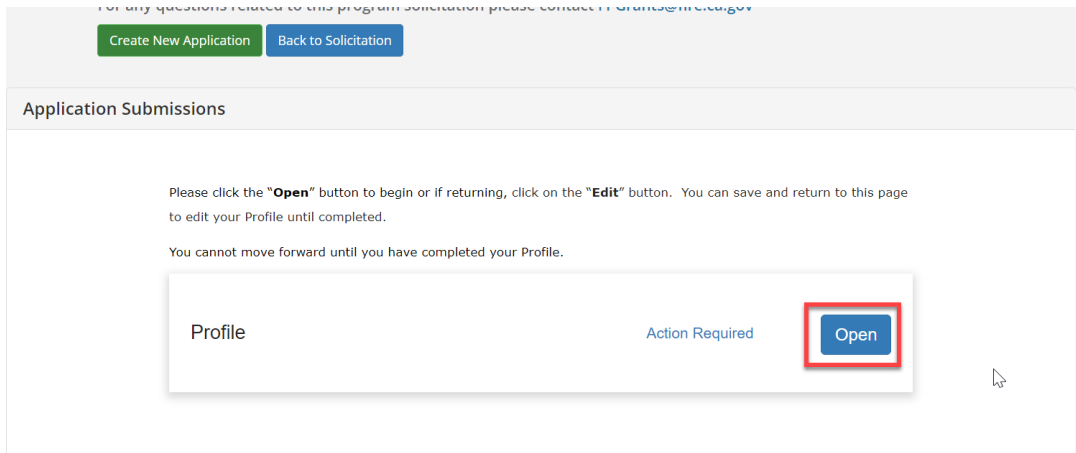 For any questions related to this program solicitation please contact
Create New Application
Back to Solicitation
Application Submissions
Please click the “Open” button to begin or if returning, click on the “Edit” button.  You can save and return to this page
to edit your Profile until completed.
You cannot move forward until you have completed your Profile.
Profile
Action Required
Open